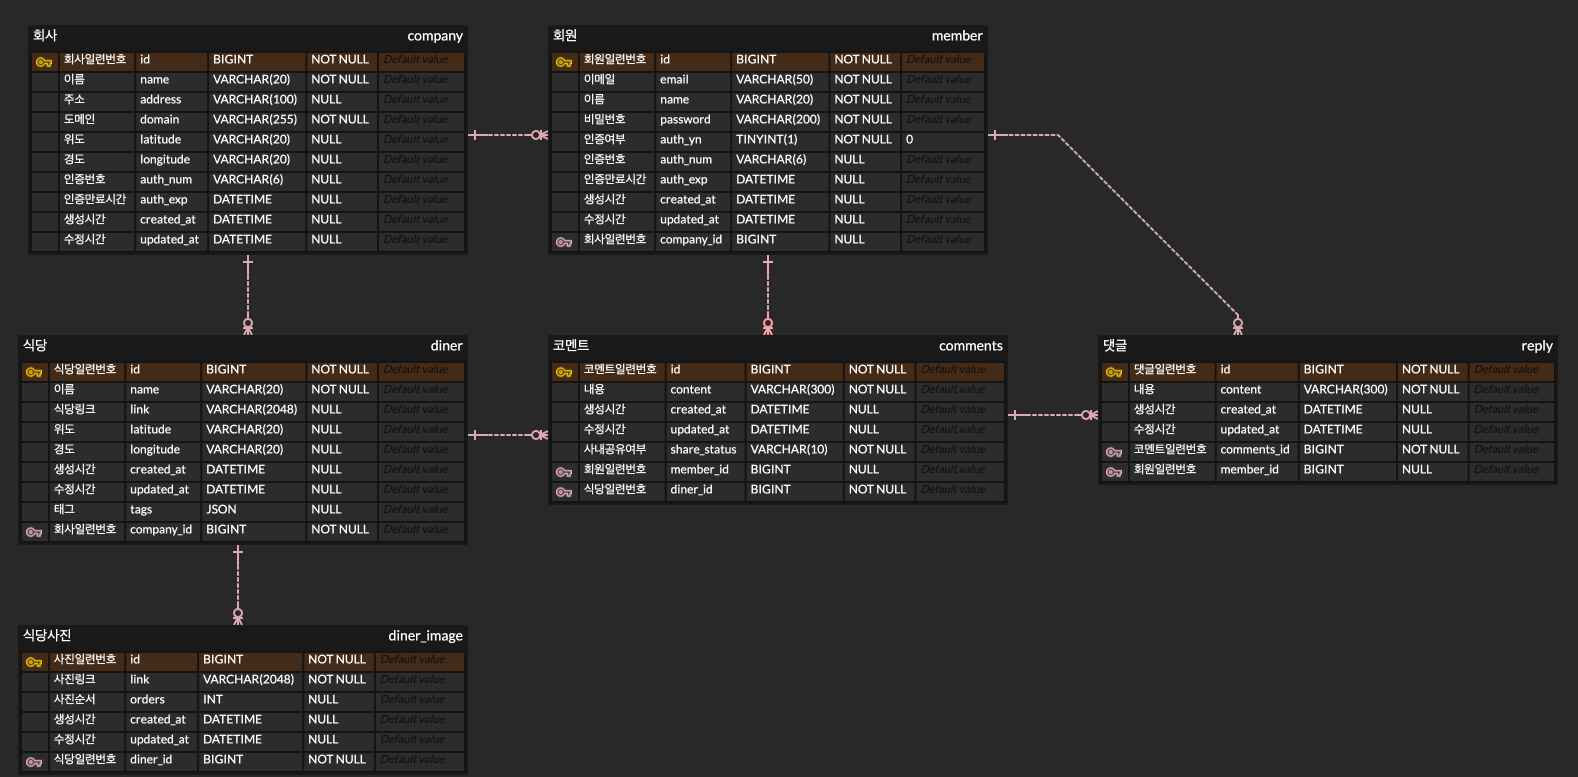 회사 company
회사일련번호 id BIGINT NOT NULL Default value
이름 name VARCHAR(20) NOT NULL Default value
주소 address VARCHAR(100) NULL Default value
도메인 domain VARCHAR(255) NOT NULL Default value
위도 latitude VARCHAR(20) NULL Default value
경도 longitude VARCHAR(20) NULL Default value
인증번호 auth_num VARCHAR(6) NULL Default value
인증만료시간 auth_exp DATETIME NULL Default value
생성시간 created_at DATETIME NULL Default value
수정시간 updated_at DATETIME NULL Default value
회원 member
회원일련번호 id BIGINT NOT NULL Default value
이메일 email VARCHAR(50) NOT NULL Default value
이름 name VARCHAR(20) NOT NULL Default value
비밀번호 password VARCHAR(200) NOT NULL Default value
인증여부 auth_yn TINYINT(1) NOT NULL 0
인증번호 auth_num VARCHAR(6) NULL Default value
인증만료시간 auth_exp DATETIME NULL Default value
생성시간 created_at DATETIME NULL Default value
수정시간 updated_at DATETIME NULL Default value
회사일련번호 company_id BIGINT NULL Default value
식당 diner
식당일련번호 id BIGINT NOT NULL Default value
이름 name VARCHAR(20) NOT NULL Default value
식당링크 link VARCHAR(2048) NULL Default value
위도 latitude VARCHAR(20) NULL Default value
경도 longitude VARCHAR(20) NULL Default value
생성시간 created_at DATETIME NULL Default value
수정시간 updated_at DATETIME NULL Default value
태그 tags JSON NULL Default value
회사일련번호 company_id BIGINT NOT NULL Default value
코멘트 comments
코멘트일련번호 id BIGINT NOT NULL Default value
내용 content VARCHAR(300) NOT NULL Default value
생성시간 created_at DATETIME NULL Default value
수정시간 updated_at DATETIME NULL Default value
사내공유여부 share_status VARCHAR(10) NOT NULL Default value
회원일련번호 member_id BIGINT NULL Default value
식당일련번호 diner_id BIGINT NOT NULL Default value
댓글 reply
댓글일련번호 id BIGINT NOT NULL Default value
내용 content VARCHAR(300) NOT NULL Default value
생성시간 created_at DATETIME NULL Default value
수정시간 updated_at DATETIME NULL Default value
코멘트일련번호 comments_id BIGINT NOT NULL Default value
회원일련번호 member_id BIGINT NULL Default value
식당사진 diner_image
사진일련번호 id BIGINT NOT NULL Default value
사진링크 link VARCHAR(2048) NOT NULL Default value
사진순서 orders INT NULL Default value
생성시간 created_at DATETIME NULL Default value
수정시간 updated_at DATETIME NULL Default value
식당일련번호 diner_id BIGINT NOT NULL Default value